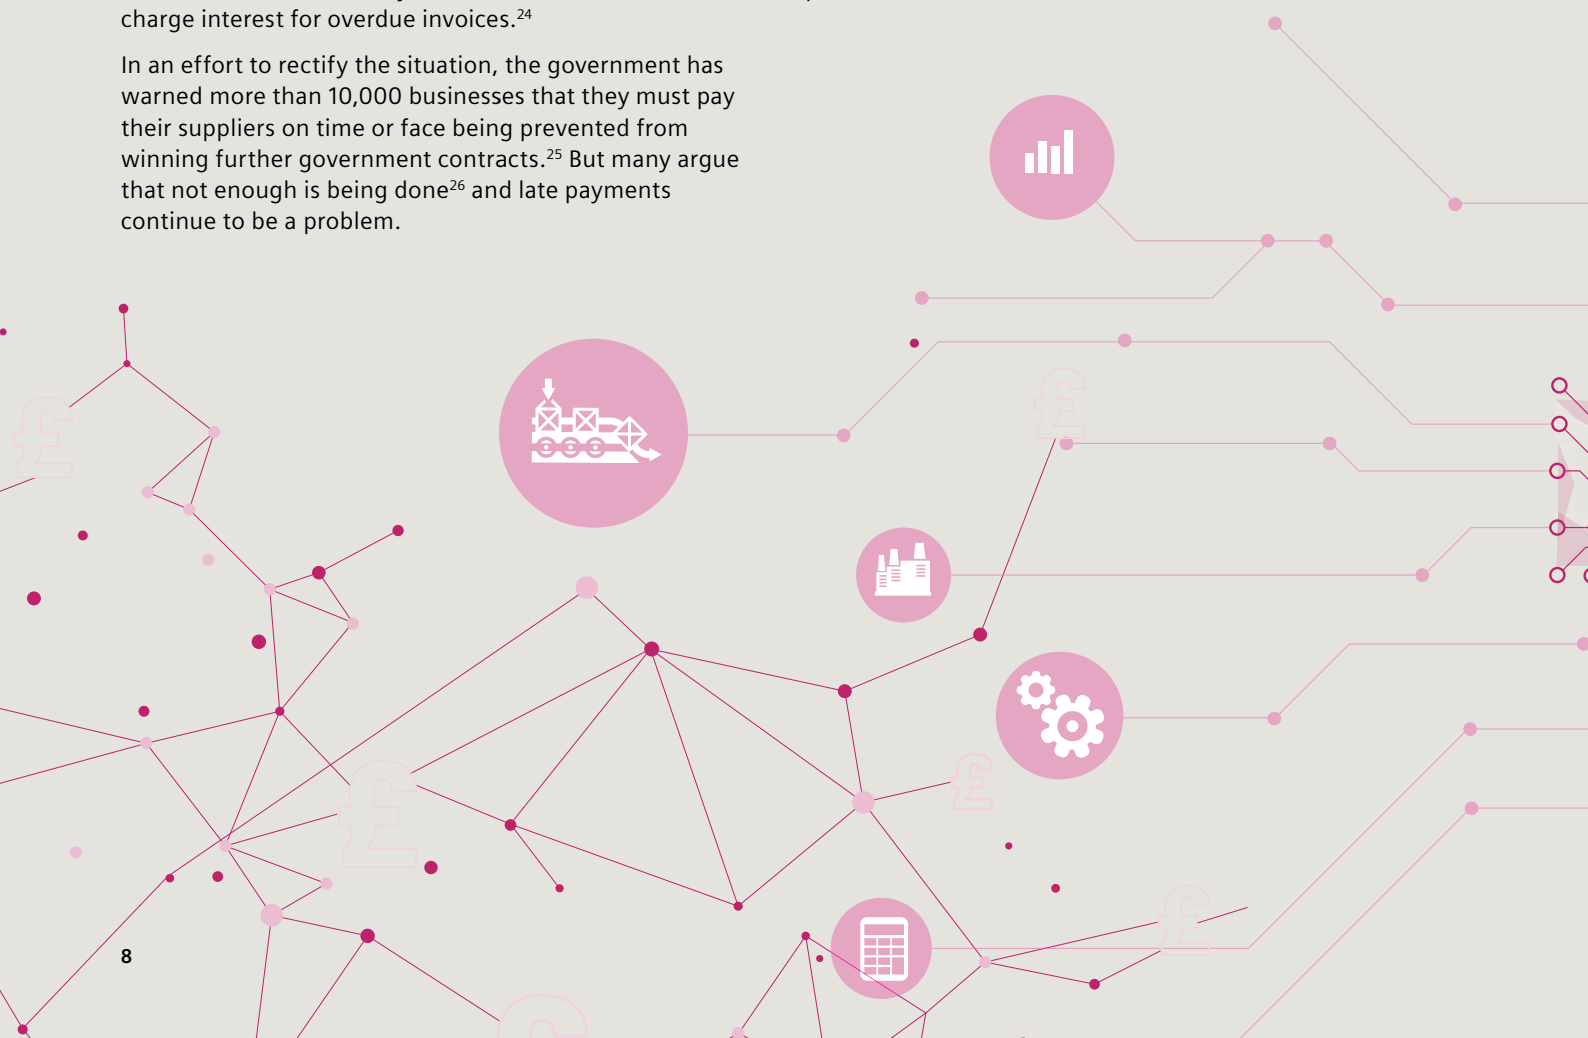 charge interest for overdue invoices.24
In an effort to rectify the situation, the government has
warned more than 10,000 businesses that they must pay
their suppliers on time or face being prevented from
winning further government contracts.25 But many argue
that not enough is being done26 and late payments
continue to be a problem.
£
£
£
£
£
£
8